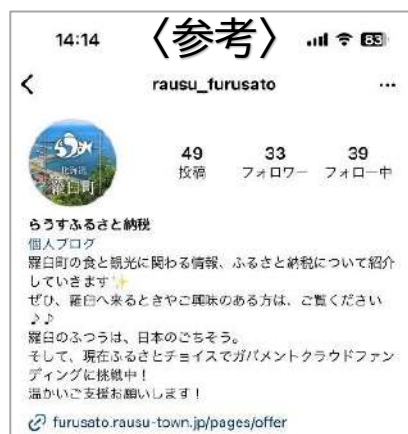 14:14
〈参考〉
83
rausu_furusato
北海道
羅臼町
49
33
39
投稿
フォロワー
フォロー中
らうすふるさと納税
個人ブログ
羅臼町の食と観光に関わる情報、ふるさと納税について紹介
していきます✨
ぜひ、羅臼へ来るときやご興味のある方は、ご覧ください
♪♪
羅臼のふつうは、日本のごちそう。
そして、現在ふるさとチョイスでガバメントクラウドファン
ディングに挑戦中！
温かいご支援お願いします！
furusato.rausu-town.jp/pages/offer